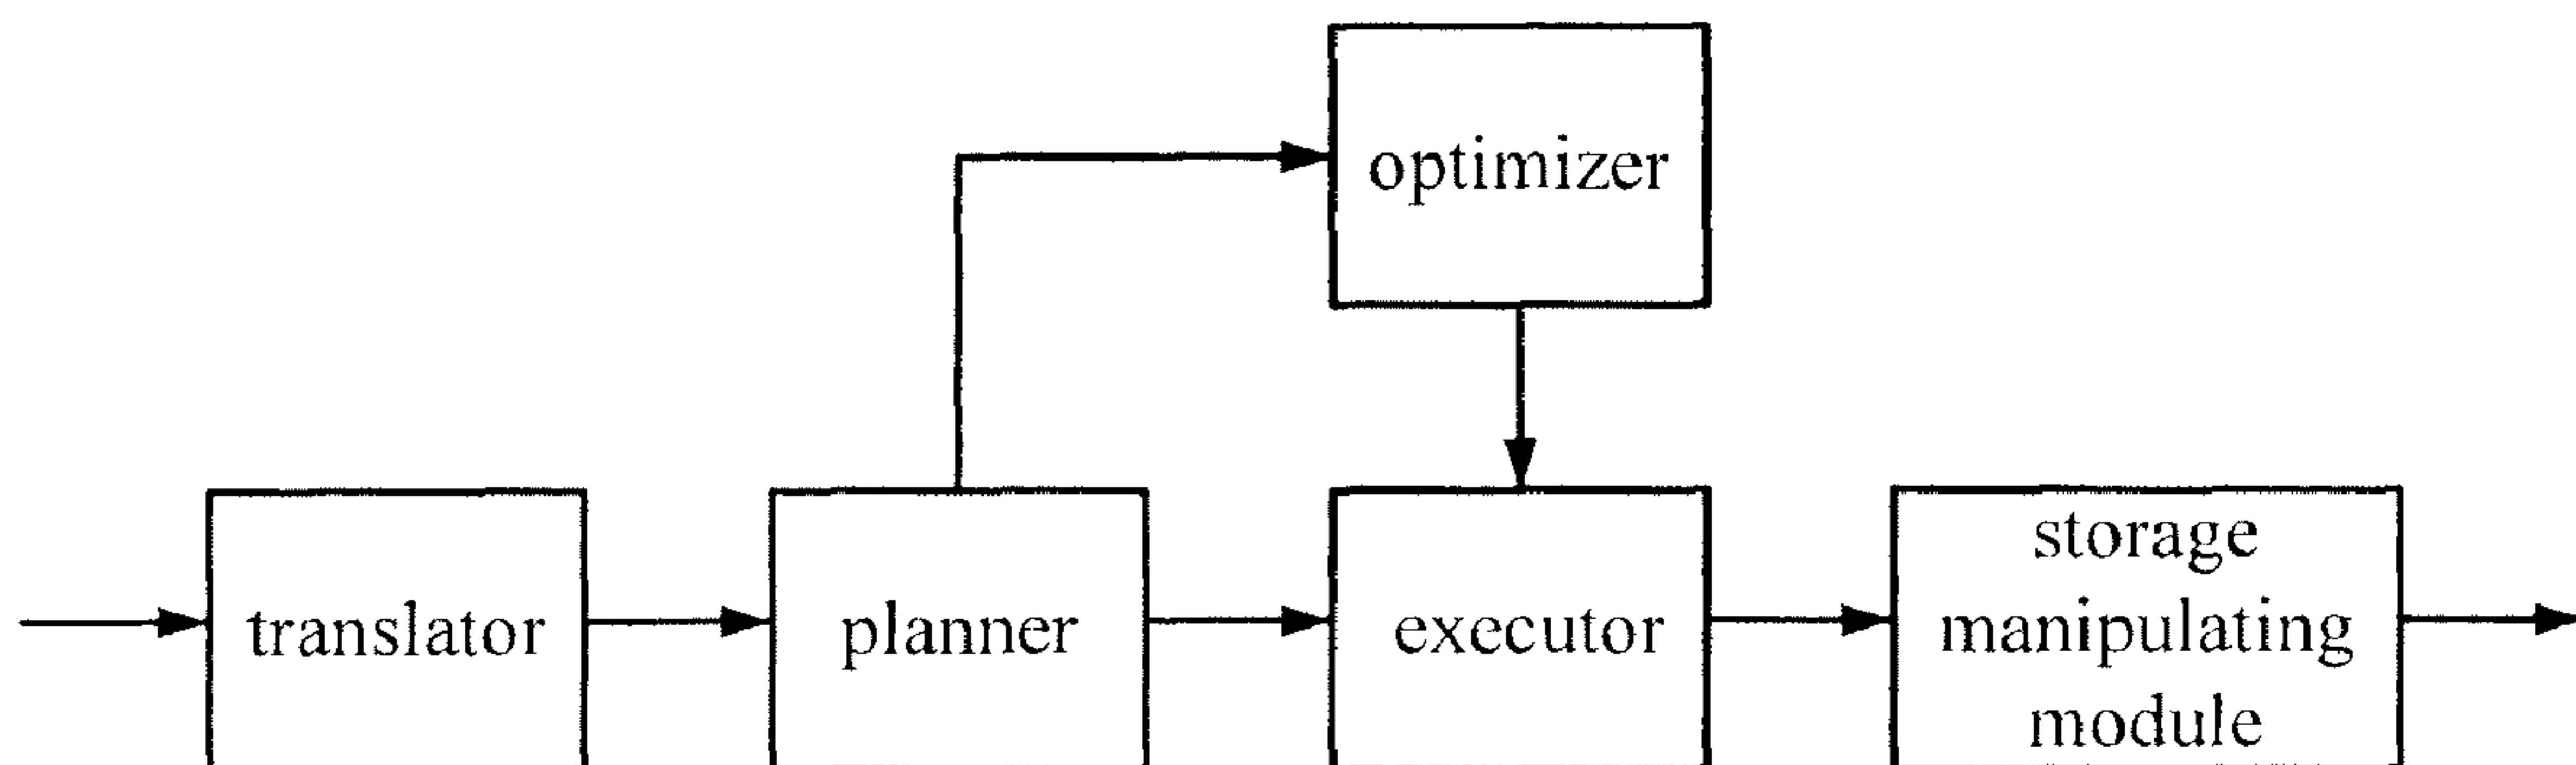 optimizer
translator
planner
executor
storage
manipulating
module